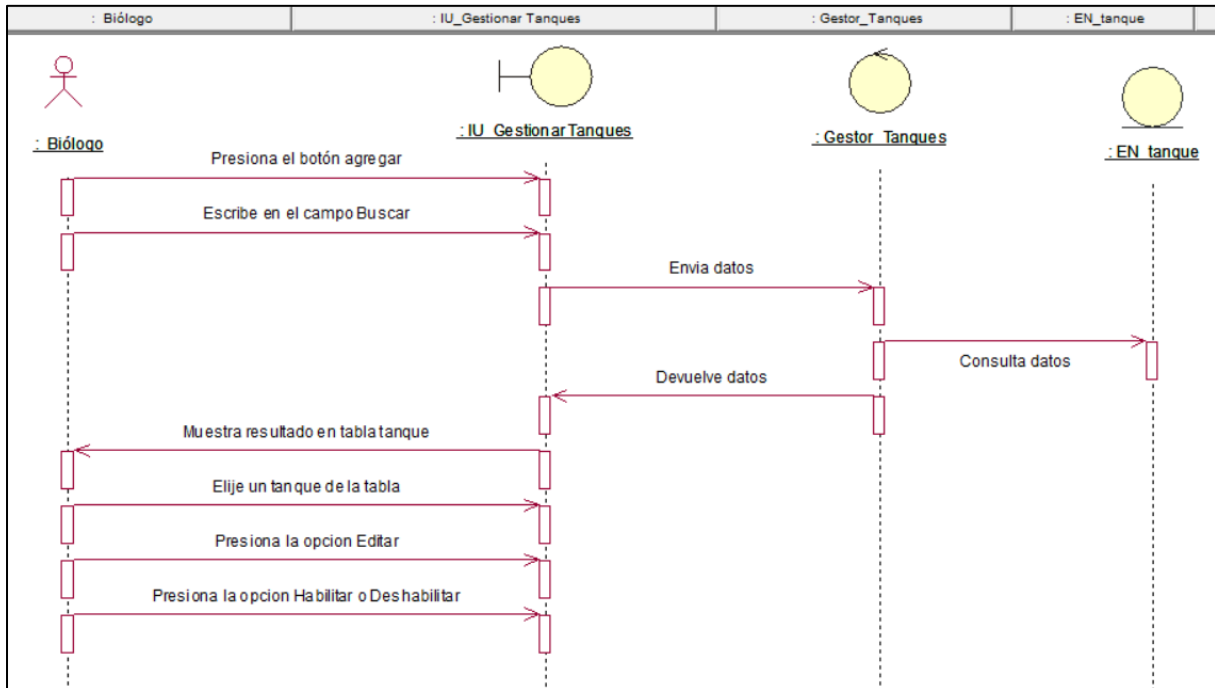 : Biólogo
: IU_Gestionar Tanques
: Gestor_Tanques
: EN_tanque
: Biólogo
: IU_GestionarTanques
: Gestor_Tanques
: EN_tanque
Presiona el botón agregar
Escribe en el campo Buscar
Envia datos
Consulta datos
Devuelve datos
Muestra resultado en tabla tanque
Elije un tanque de la tabla
Presiona la opcion Editar
Presiona la opcion Habilitar o Deshabilitar